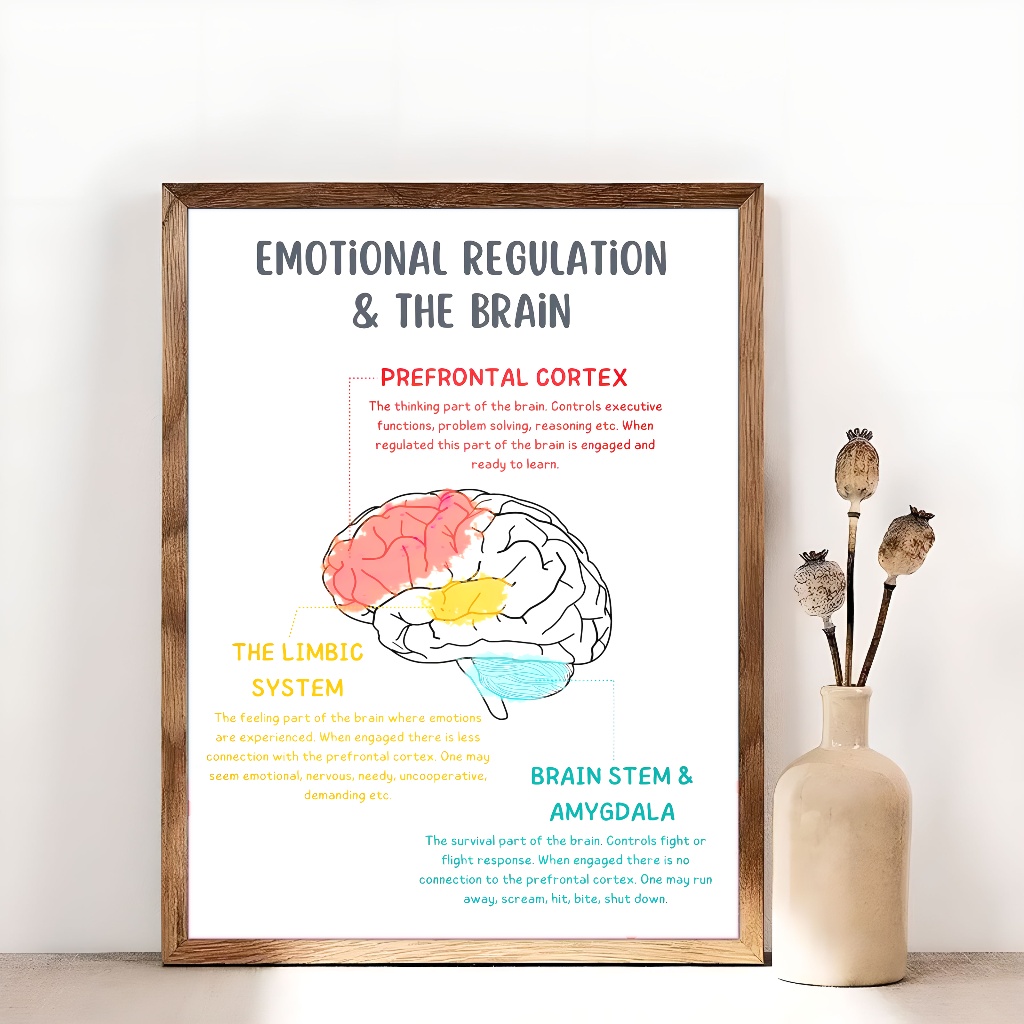 EMOTiONAL REGULATiON
& THE BRAiN
PREFRONTAL CORTEX
The thinking part of the brain. Controls executive
functions, problem solving, reasoning etc. When
regulated this part of the brain is engaged and
ready to learn.
THE LIMBIC
SYSTEM
The feeling part of the brain where emotions
are experienced. When engaged there is less
connection with the prefrontal cortex. One may
seem emotional, nervous, needy, uncooperative,
demanding etc.
BRAIN STEM &
AMYGDALA
The survival part of the brain. Controls fight or
flight response. When engaged there is no
connection to the prefrontal cortex. One may run
away, scream, hit, bite, shut down.